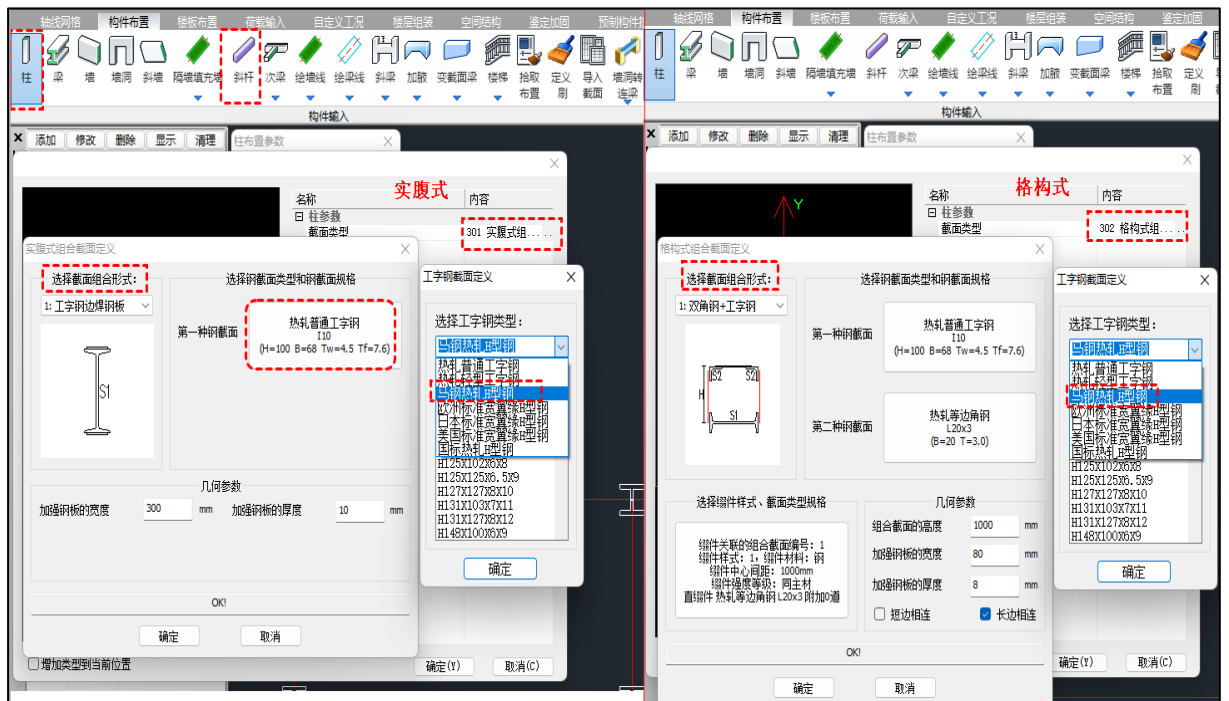 轴线网格 构件布置 楼板布置 荷载输入 自定义工况 楼层组装 空间结构 鉴定加固 预制构件拆
柱 梁 墙 墙洞 斜墙 隔墙填充墙 斜杆 次梁 绘墙线 绘梁线 斜梁 加腋 变截面梁 楼梯 拾取布置 定义刷 导入截面 墙洞转连梁
构件输入
X 添加 修改 删除 显示 清理 柱布置参数 X
X
实腹式
名称 内容
柱参数
截面类型 301 实腹式组.....
实腹式组合截面定义 X
选择截面组合形式：
1: 工字钢边焊钢板
S1
选择钢截面类型和钢截面规格
第一种钢截面
热轧普通工字钢
I10
(H=100 B=68 Tw=4.5 Tf=7.6)
几何参数
加强钢板的宽度 300 mm 加强钢板的厚度 10 mm
OK!
确定 取消
增加类型到当前位置
确定(Y) 取消(C)
工字钢截面定义 X
选择工字钢类型：
马钢热轧H型钢
热轧普通工字钢
热轧轻型工字钢
马钢热轧H型钢
欧洲标准宽翼缘H型钢
日本标准宽翼缘H型钢
美国标准宽翼缘H型钢
国标热轧H型钢
H125X102X6X8
H125X125X6.5X9
H127X127X8X10
H131X103X7X11
H131X127X8X12
H148X100X6X9
确定
轴线网格 构件布置 楼板布置 荷载输入 自定义工况 楼层组装 空间结构 鉴定加固
柱 梁 墙 墙洞 斜墙 隔墙填充墙 斜杆 次梁 绘墙线 绘梁线 斜梁 加腋 变截面梁 楼梯 拾取布置 定义刷
构件输入
X 添加 修改 删除 显示 清理 柱布置参数 X
X
Y
格构式
名称 内容
柱参数
截面类型 302 格构式组.....
格构式组合截面定义 X
选择截面组合形式：
1: 双角钢+工字钢
S2 S2
H
S1
选择钢截面类型和钢截面规格
第一种钢截面
热轧普通工字钢
I10
(H=100 B=68 Tw=4.5 Tf=7.6)
第二种钢截面
热轧等边角钢
L20x3
(B=20 T=3.0)
选择缀件样式、截面类型规格
缀件关联的组合截面编号：1
缀件样式：1，缀件材料：钢
缀件中心间距：1000mm
缀件强度等级：同主材
直缀件 热轧等边角钢 L20x3 附加0道
几何参数
组合截面的高度 1000 mm
加强钢板的宽度 80 mm
加强钢板的厚度 8 mm
短边相连 长边相连
OK!
确定 取消
确定(Y) 取消(C)
工字钢截面定义 X
选择工字钢类型：
马钢热轧H型钢
热轧普通工字钢
热轧轻型工字钢
马钢热轧H型钢
欧洲标准宽翼缘H型钢
日本标准宽翼缘H型钢
美国标准宽翼缘H型钢
国标热轧H型钢
H125X102X6X8
H125X125X6.5X9
H127X127X8X10
H131X103X7X11
H131X127X8X12
H148X100X6X9
确定